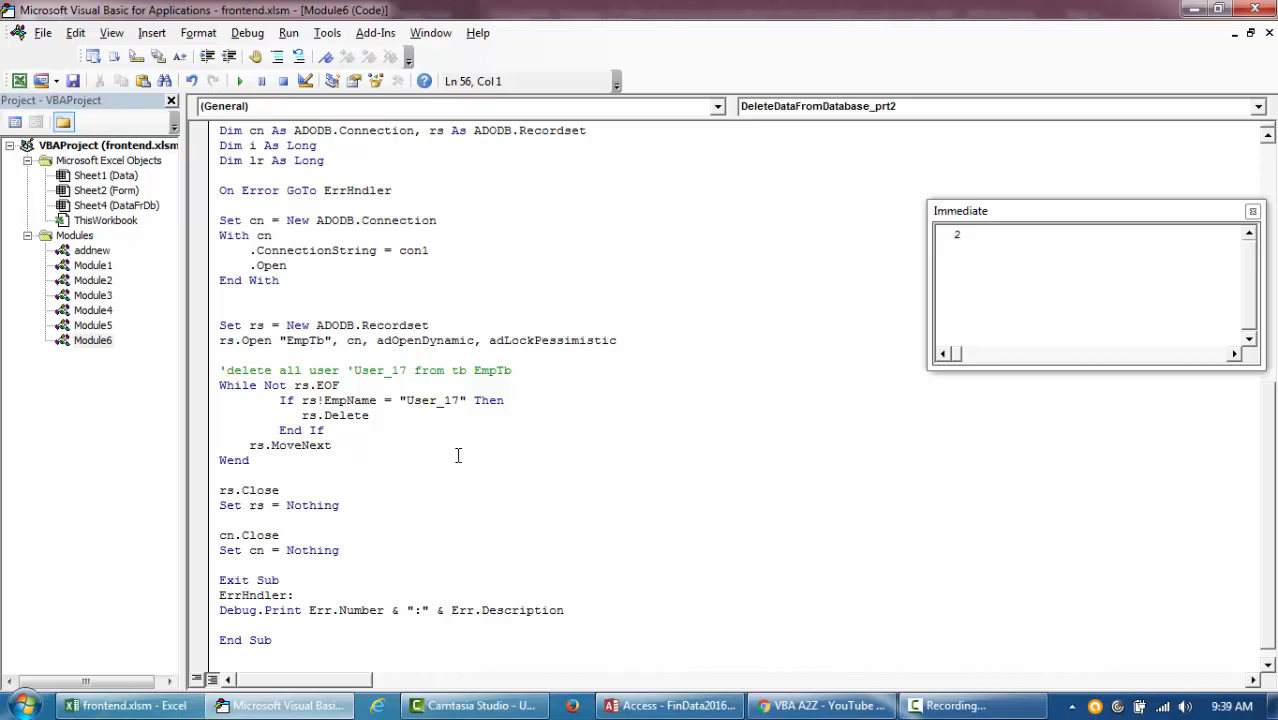 Microsoft Visual Basic for Applications - frontend.xlsm - [Module6 (Code)]
File Edit View Insert Format Debug Run Tools Add-Ins Window Help
Ln 56, Col 1
Project - VBAProject
(General)
DeleteDataFromDatabase_prt2
VBAProject (frontend.xlsm
Microsoft Excel Objects
Sheet1 (Data)
Sheet2 (Form)
Sheet4 (DataFrDb)
ThisWorkbook
Modules
addnew
Module1
Module2
Module3
Module4
Module5
Module6
Dim cn As ADODB.Connection, rs As ADODB.Recordset
Dim i As Long
Dim lr As Long
On Error GoTo ErrHndler
Set cn = New ADODB.Connection
With cn
.ConnectionString = con1
.Open
End With
Set rs = New ADODB.Recordset
rs.Open "EmpTb", cn, adOpenDynamic, adLockPessimistic
'delete all user 'User_17 from tb EmpTb
While Not rs.EOF
If rs!EmpName = "User_17" Then
rs.Delete
End If
rs.MoveNext
Wend
rs.Close
Set rs = Nothing
cn.Close
Set cn = Nothing
Exit Sub
ErrHndler:
Debug.Print Err.Number & ":" & Err.Description
End Sub
Immediate
2
frontend.xlsm - Excel
Microsoft Visual Basi...
Camtasia Studio - U...
Access - FinData2016...
VBA A2Z - YouTube ...
Recording...
9:39 AM